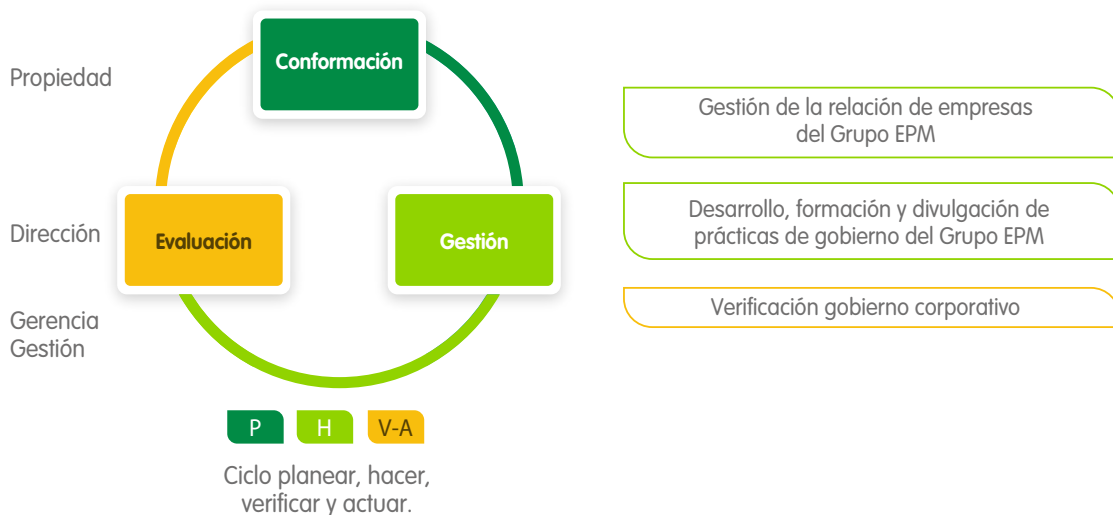 Conformación
Propiedad
Dirección
Evaluación
Gestión
Gerencia
Gestión
P H V-A
Ciclo planear, hacer,
verificar y actuar.
Gestión de la relación de empresas
del Grupo EPM
Desarrollo, formación y divulgación de
prácticas de gobierno del Grupo EPM
Verificación gobierno corporativo